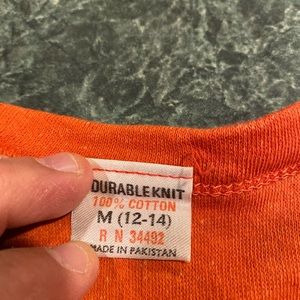 DURABLE KNIT
100% COTTON
M (12-14)
R N 34492
MADE IN PAKISTAN